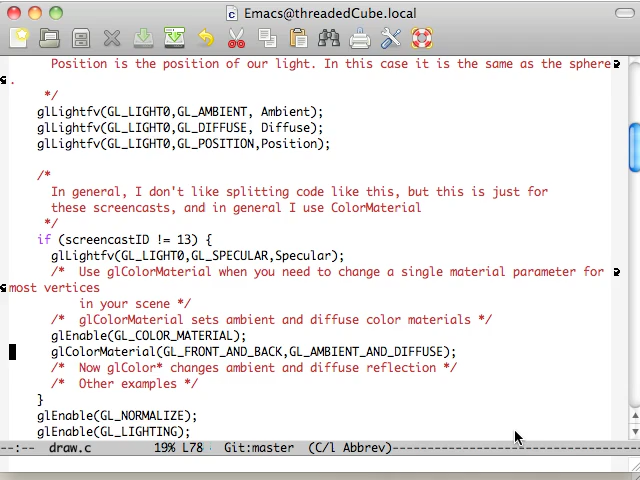 Emacs@threadedCube.local
Position is the position of our light. In this case it is the same as the sphere
.
*/
glLightfv(GL_LIGHT0,GL_AMBIENT, Ambient);
glLightfv(GL_LIGHT0,GL_DIFFUSE, Diffuse);
glLightfv(GL_LIGHT0,GL_POSITION,Position);
/*
In general, I don't like splitting code like this, but this is just for
these screencasts, and in general I use ColorMaterial
*/
if (screencastID != 13) {
glLightfv(GL_LIGHT0,GL_SPECULAR,Specular);
/*  Use glColorMaterial when you need to change a single material parameter for
most vertices
in your scene */
/*  glColorMaterial sets ambient and diffuse color materials */
glEnable(GL_COLOR_MATERIAL);
glColorMaterial(GL_FRONT_AND_BACK,GL_AMBIENT_AND_DIFFUSE);
/*  Now glColor* changes ambient and diffuse reflection */
/*  Other examples */
}
glEnable(GL_NORMALIZE);
glEnable(GL_LIGHTING);
--:--  draw.c         19% L78   Git:master  (C/l Abbrev)----------------------------------